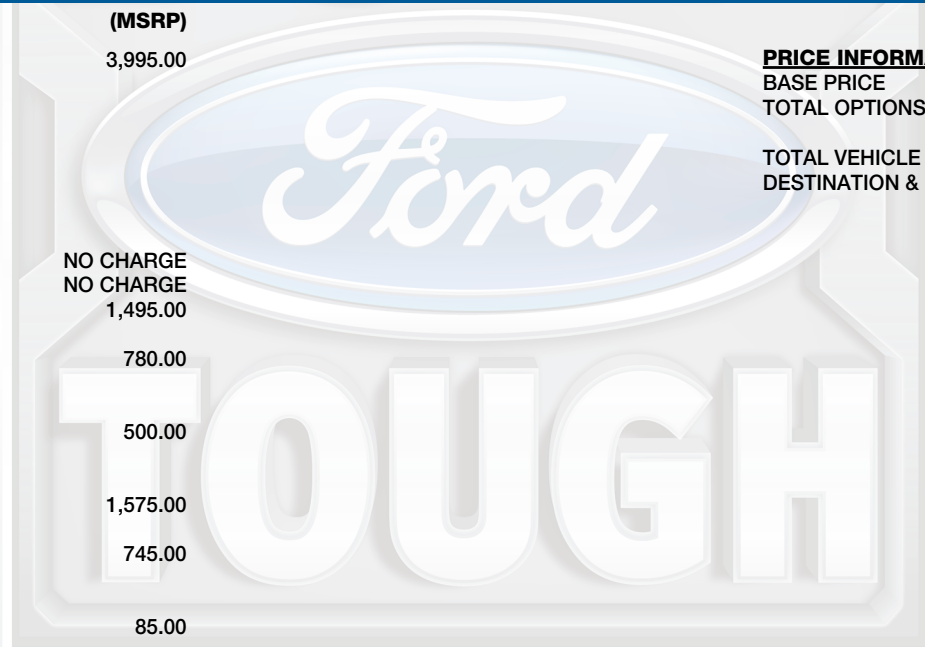 (MSRP)
3,995.00
NO CHARGE
NO CHARGE
1,495.00
780.00
500.00
1,575.00
745.00
85.00
PRICE INFORMA
BASE PRICE
TOTAL OPTIONS
TOTAL VEHICLE
DESTINATION &
Ford
TOUGH